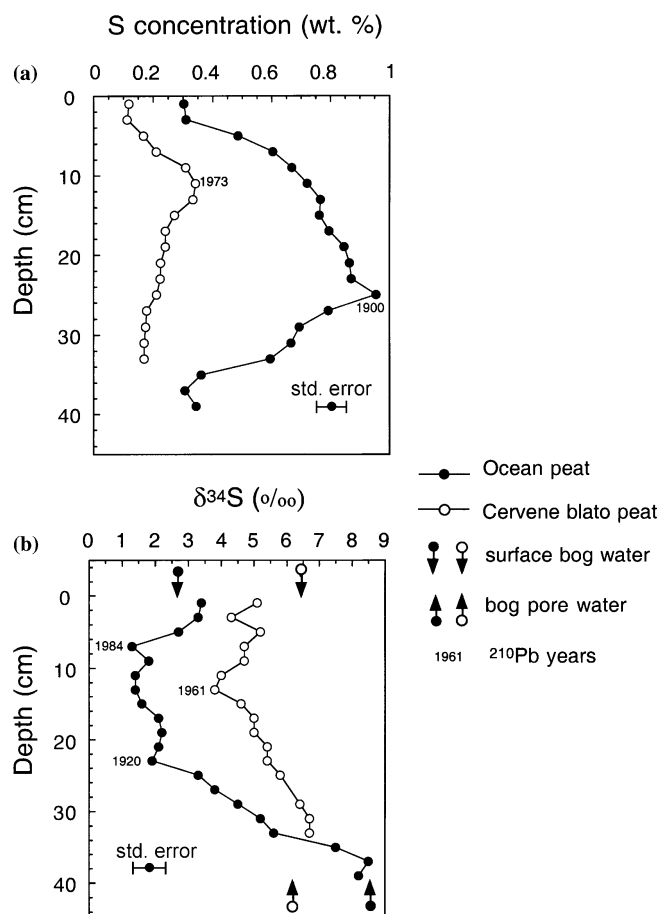 S concentration (wt. %)
(a)
0 0.2 0.4 0.6 0.8 1
0
10
20
30
40
Depth (cm)
1973
1900
std. error
δ34S (o/oo)
(b)
0 1 2 3 4 5 6 7 8 9
0
10
20
30
40
Depth (cm)
1984
1961
1920
std. error
Ocean peat
Cervene blato peat
surface bog water
bog pore water
1961 210Pb years